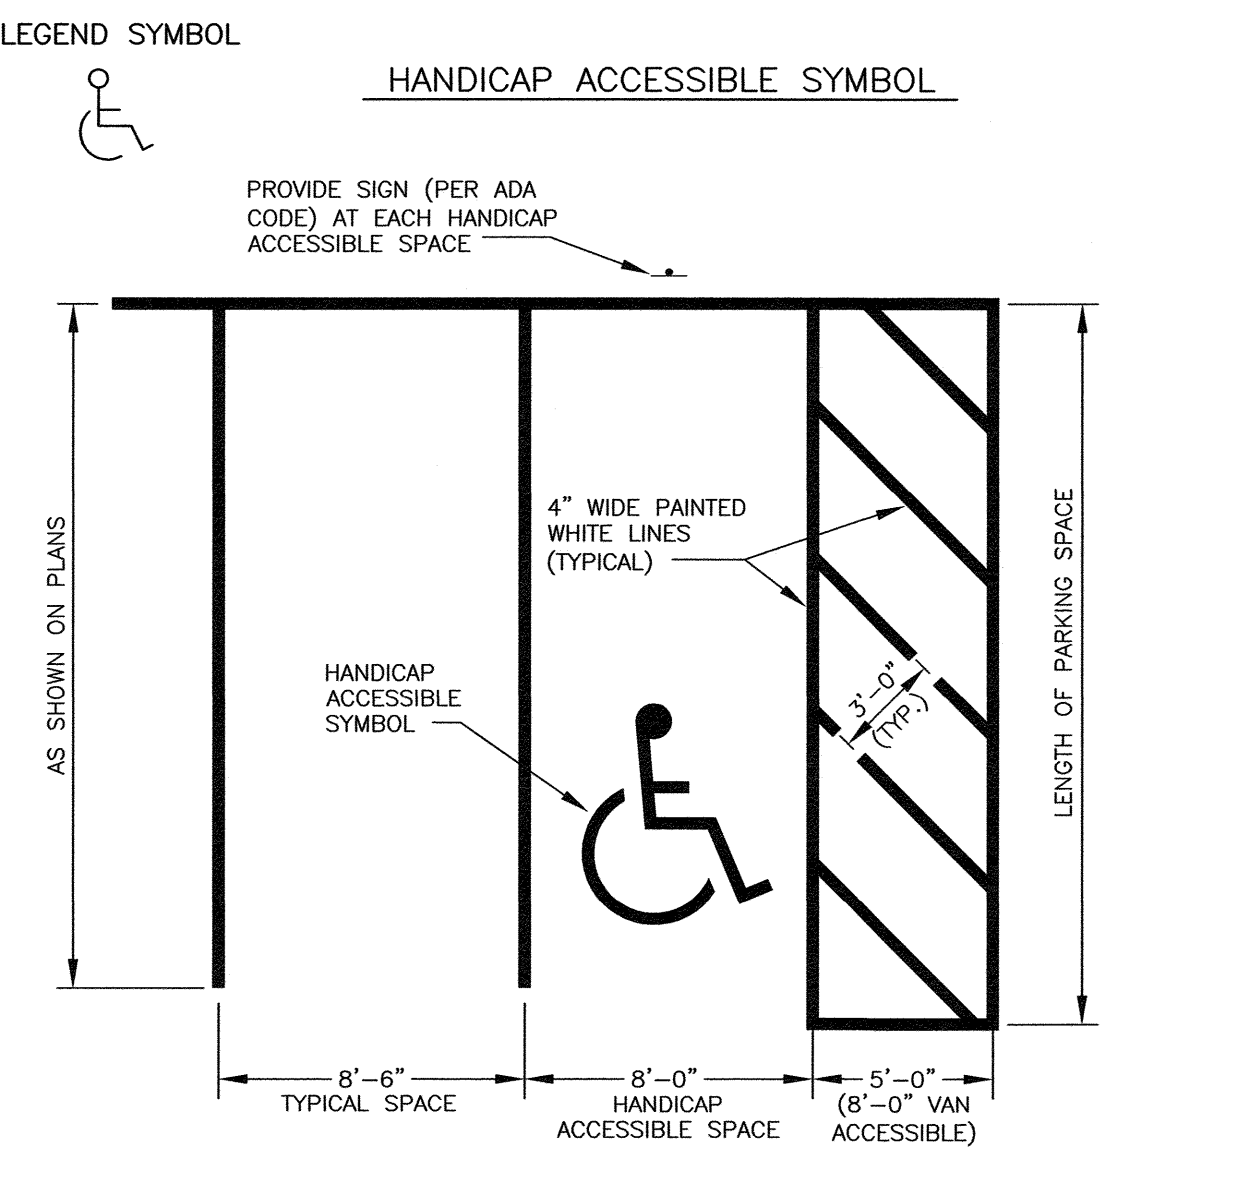 LEGEND SYMBOL
HANDICAP ACCESSIBLE SYMBOL
PROVIDE SIGN (PER ADA
CODE) AT EACH HANDICAP
ACCESSIBLE SPACE
AS SHOWN ON PLANS
4" WIDE PAINTED
WHITE LINES
(TYPICAL)
LENGTH OF PARKING SPACE
HANDICAP
ACCESSIBLE
SYMBOL
3'-0"
(TYP.)
8'-6"
TYPICAL SPACE
8'-0"
HANDICAP
ACCESSIBLE SPACE
5'-0"
(8'-0" VAN
ACCESSIBLE)